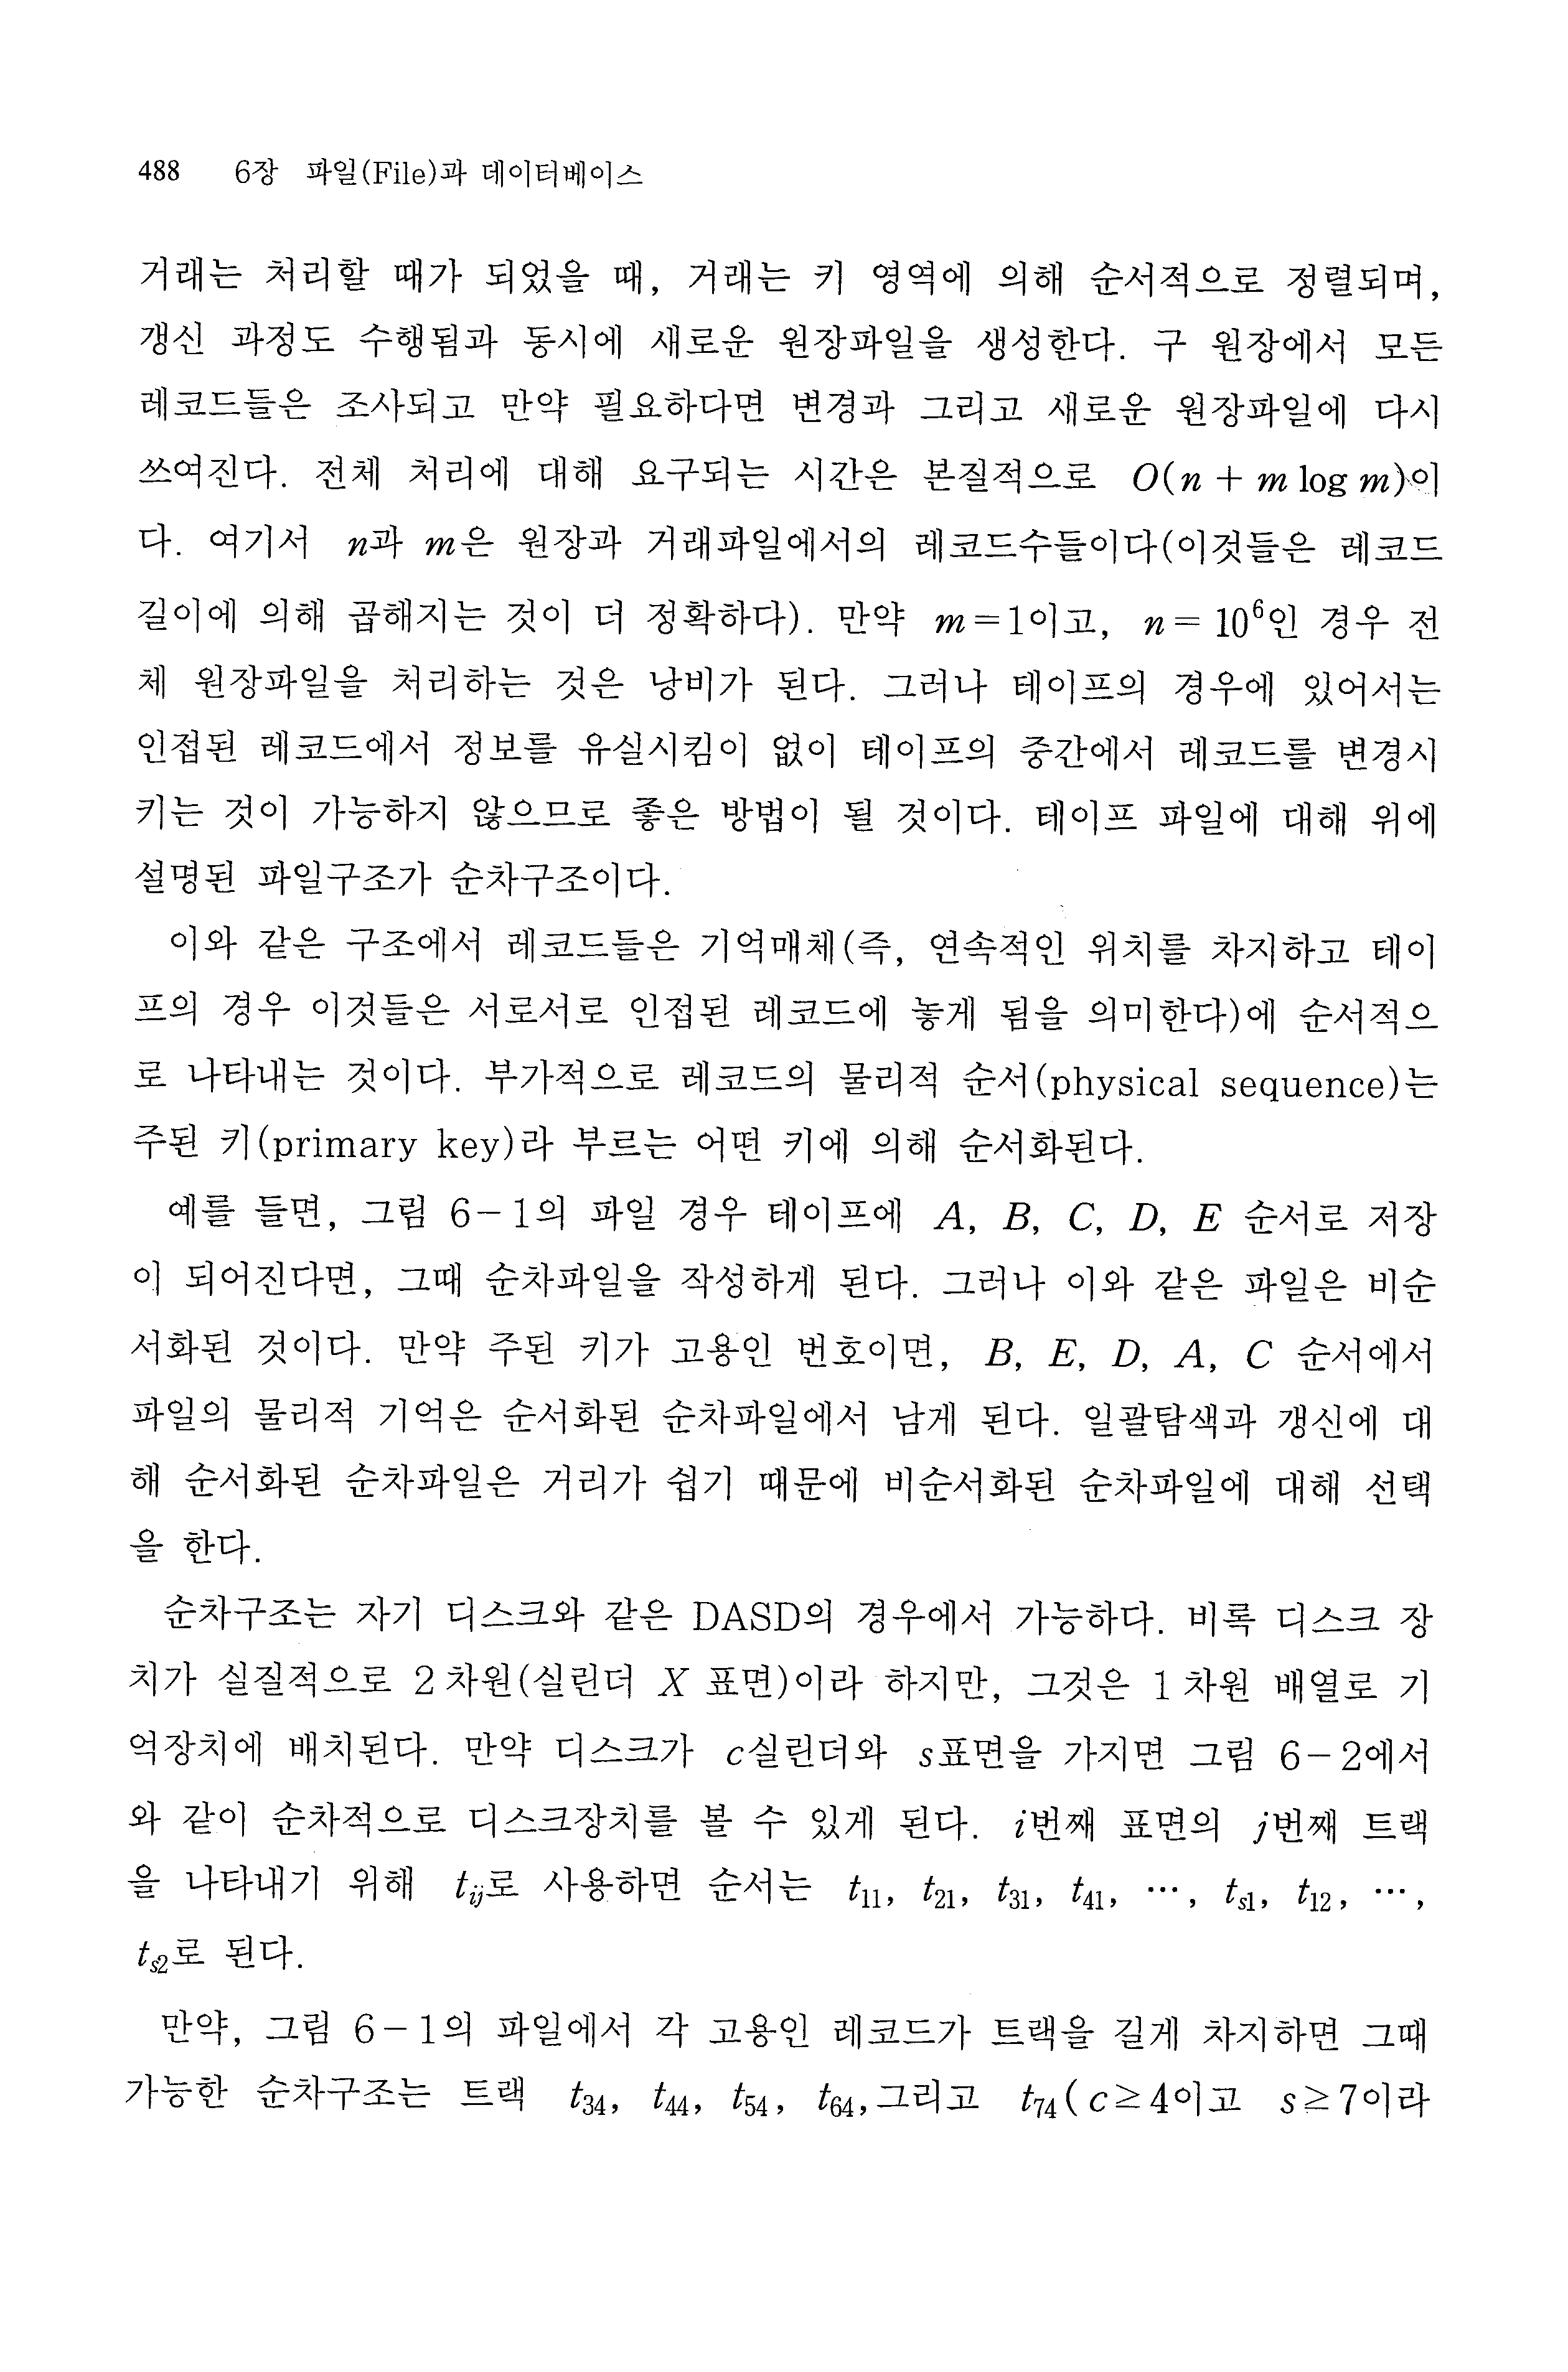 488 6장 파일(File)과 데이터베이스
거래는 처리할 때가 되었을 때, 거래는 키 영역에 의해 순서적으로 정렬되며,
갱신 과정도 수행됨과 동시에 새로운 원장파일을 생성한다. 구 원장에서 모든
레코드들은 조사되고 만약 필요하다면 변경과 그리고 새로운 원장파일에 다시
쓰여진다. 전체 처리에 대해 요구되는 시간은 본질적으로 O(n + m log m)이
다. 여기서 n과 m은 원장과 거래파일에서의 레코드수들이다(이것들은 레코드
길이에 의해 곱해지는 것이 더 정확하다). 만약 m=1이고, n= 10⁶인 경우 전
체 원장파일을 처리하는 것은 낭비가 된다. 그러나 테이프의 경우에 있어서는
인접된 레코드에서 정보를 유실시킴이 없이 테이프의 중간에서 레코드를 변경시
키는 것이 가능하지 않으므로 좋은 방법이 될 것이다. 테이프 파일에 대해 위에
설명된 파일구조가 순차구조이다.
이와 같은 구조에서 레코드들은 기억매체(즉, 연속적인 위치를 차지하고 테이
프의 경우 이것들은 서로서로 인접된 레코드에 놓게 됨을 의미한다)에 순서적으
로 나타내는 것이다. 부가적으로 레코드의 물리적 순서(physical sequence)는
주된 키(primary key)라 부르는 어떤 키에 의해 순서화된다.
예를 들면, 그림 6-1의 파일 경우 테이프에 A, B, C, D, E 순서로 저장
이 되어진다면, 그때 순차파일을 작성하게 된다. 그러나 이와 같은 파일은 비순
서화된 것이다. 만약 주된 키가 고용인 번호이면, B, E, D, A, C 순서에서
파일의 물리적 기억은 순서화된 순차파일에서 남게 된다. 일괄탐색과 갱신에 대
해 순서화된 순차파일은 거리가 쉽기 때문에 비순서화된 순차파일에 대해 선택
을 한다.
순차구조는 자기 디스크와 같은 DASD의 경우에서 가능하다. 비록 디스크 장
치가 실질적으로 2차원(실린더 X 표면)이라 하지만, 그것은 1차원 배열로 기
억장치에 배치된다. 만약 디스크가 c실린더와 s표면을 가지면 그림 6-2에서
와 같이 순차적으로 디스크장치를 볼 수 있게 된다. i번째 표면의 j번째 트랙
을 나타내기 위해 t_{ij}로 사용하면 순서는 t_{11}, t_{21}, t_{31}, t_{41}, …, t_{s1}, t_{12}, …,
t_{s2}로 된다.
만약, 그림 6-1의 파일에서 각 고용인 레코드가 트랙을 길게 차지하면 그때
가능한 순차구조는 트랙 t_{34}, t_{44}, t_{54}, t_{64},그리고 t_{74}(c≥4이고 s≥7이라